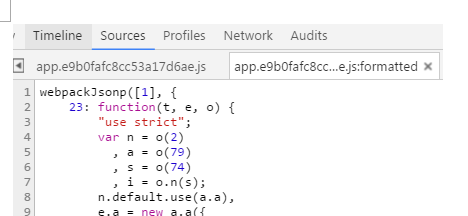 Timeline Sources Profiles Network Audits
app.e9b0fafc8cc53a17d6ae.js app.e9b0fafc8cc...e.js:formatted ×
1 webpackJsonp([1], {
2 23: function(t, e, o) {
3 "use strict";
4 var n = o(2)
5 , a = o(79)
6 , s = o(74)
7 , i = o.n(s);
8 n.default.use(a.a),
9 e.a = new a.a({